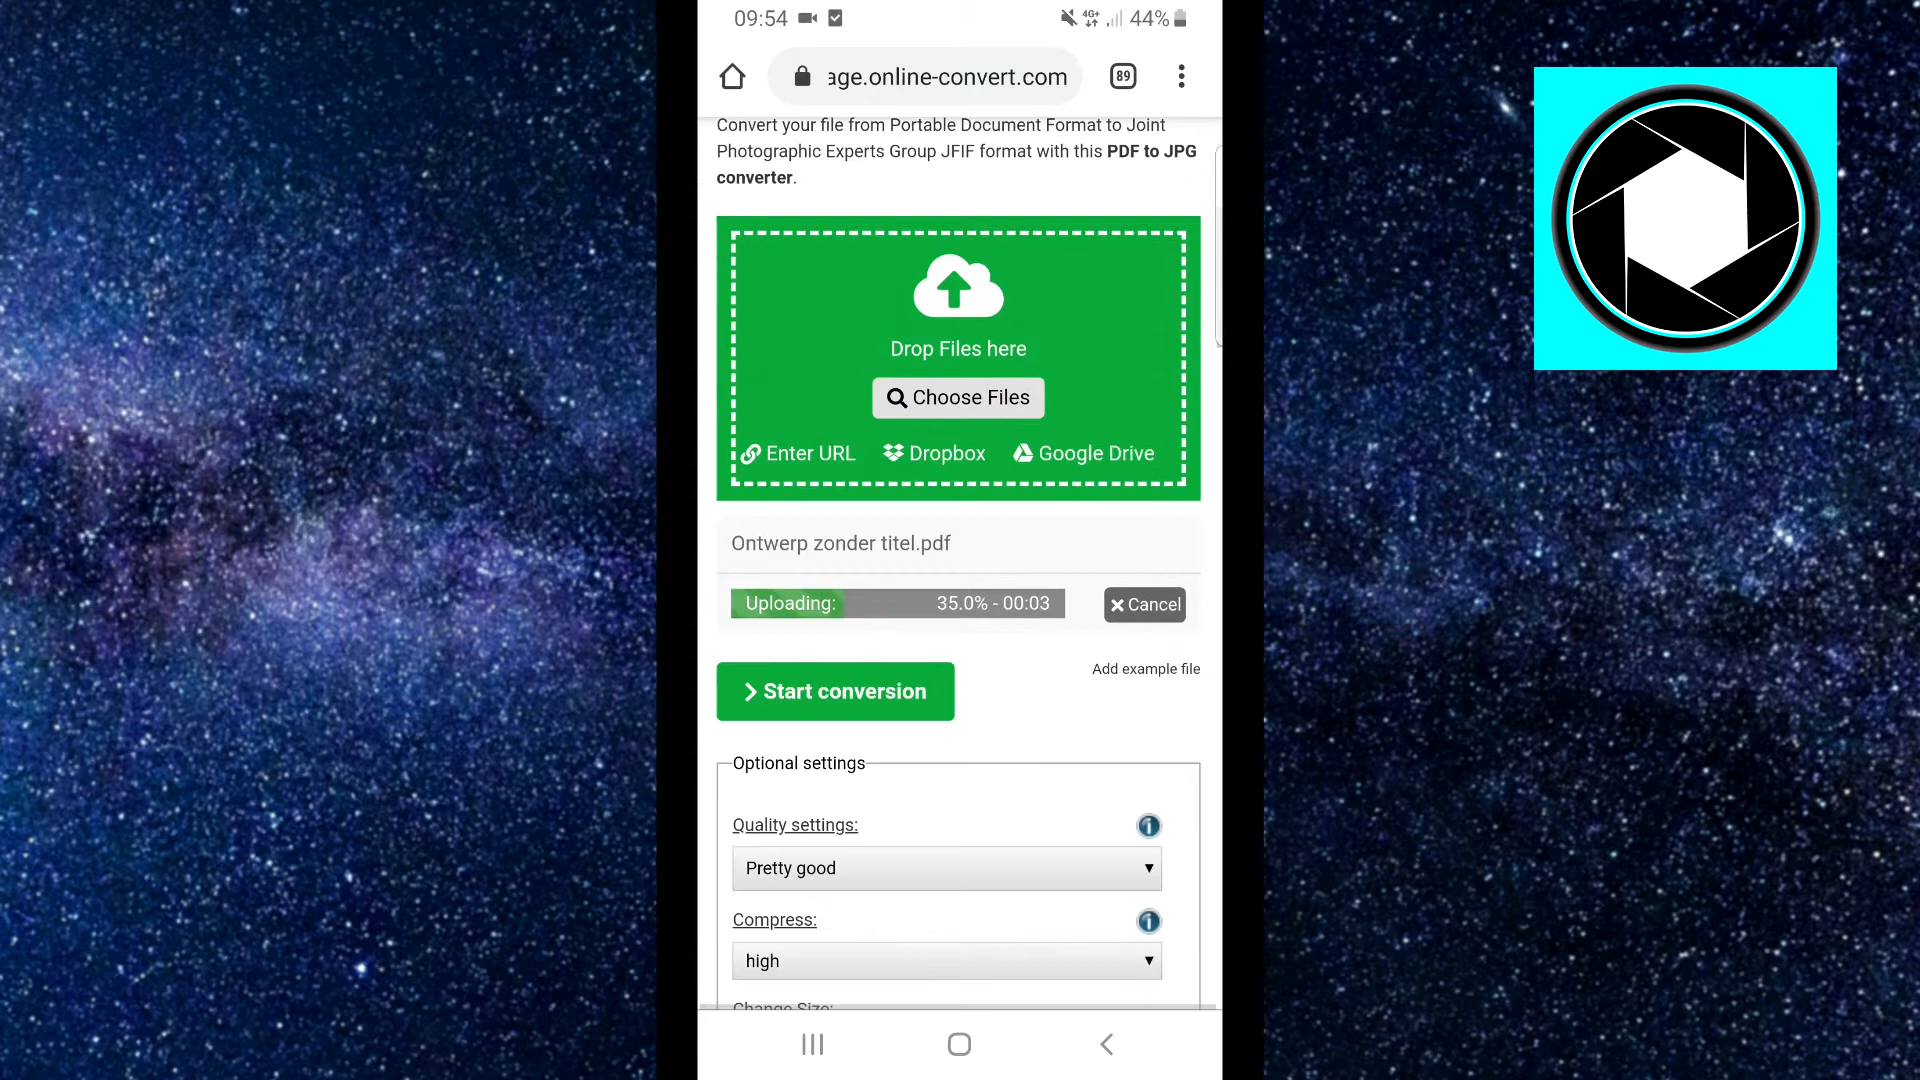 09:54
4G+
44%
age.online-convert.com
89
Convert your file from Portable Document Format to Joint
Photographic Experts Group JFIF format with this PDF to JPG
converter.
Drop Files here
Choose Files
Enter URL
Dropbox
Google Drive
Ontwerp zonder titel.pdf
Uploading: 35.0% - 00:03
Cancel
Start conversion
Add example file
Optional settings
Quality settings:
Pretty good
Compress:
high
Change Size: